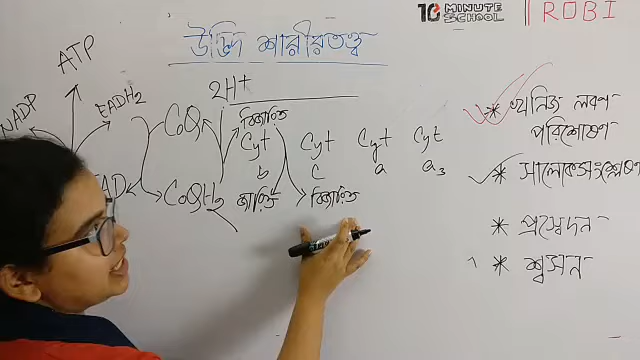 10 MINUTE SCHOOL
ROBI
উদ্ভিদ শারীরতত্ত্ব
ATP
NADP
FADH2
2H+
CoQ
বিজারিত
Cyt Cyt Cyt Cyt
b c a a3
FAD
CoQH2
জারিত
বিজারিত
* খনিজ লবণ
পরিশোষণ
* সালোকসংশ্লেষণ
* প্রস্বেদন
* শ্বসন